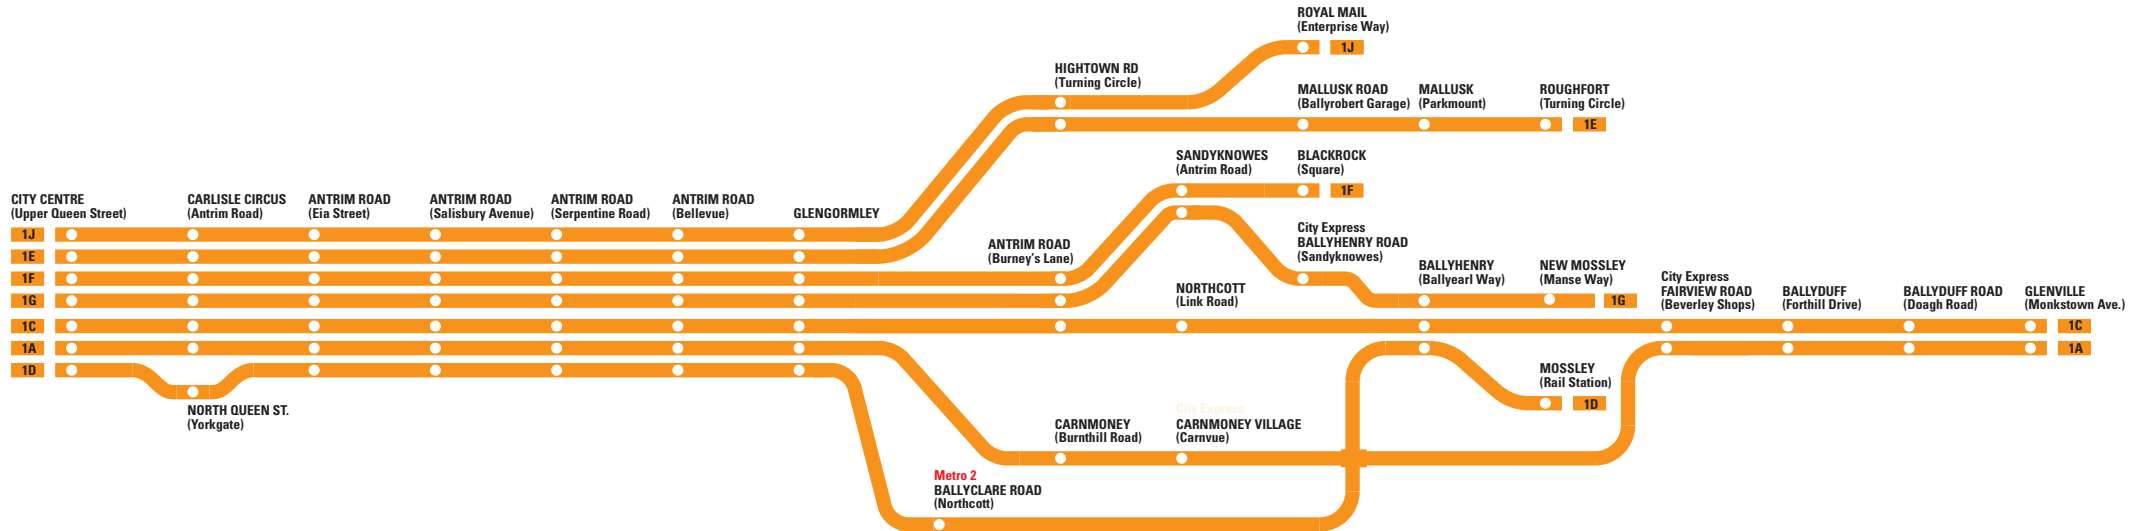 ROYAL MAIL
(Enterprise Way)
1J
HIGHTOWN RD
(Turning Circle)
MALLUSK ROAD
(Ballyrobert Garage)
MALLUSK
(Parkmount)
ROUGHFORT
(Turning Circle)
1E
SANDYKNOWES
(Antrim Road)
BLACKROCK
(Square)
1F
CITY CENTRE
(Upper Queen Street)
CARLISLE CIRCUS
(Antrim Road)
ANTRIM ROAD
(Eia Street)
ANTRIM ROAD
(Salisbury Avenue)
ANTRIM ROAD
(Serpentine Road)
ANTRIM ROAD
(Bellevue)
GLENGORMLEY
1J
1E
1F
1G
1C
1A
1D
ANTRIM ROAD
(Burney's Lane)
City Express
BALLYHENRY ROAD
(Sandyknowes)
NORTHCOTT
(Link Road)
BALLYHENRY
(Ballyearl Way)
NEW MOSSLEY
(Manse Way)
1G
City Express
FAIRVIEW ROAD
(Beverley Shops)
BALLYDUFF
(Forthill Drive)
BALLYDUFF ROAD
(Doagh Road)
GLENVILLE
(Monkstown Ave.)
1C
1A
MOSSLEY
(Rail Station)
1D
NORTH QUEEN ST.
(Yorkgate)
CARNMONEY
(Burnthill Road)
City Express
CARNMONEY VILLAGE
(Carnvue)
Metro 2
BALLYCLARE ROAD
(Northcott)